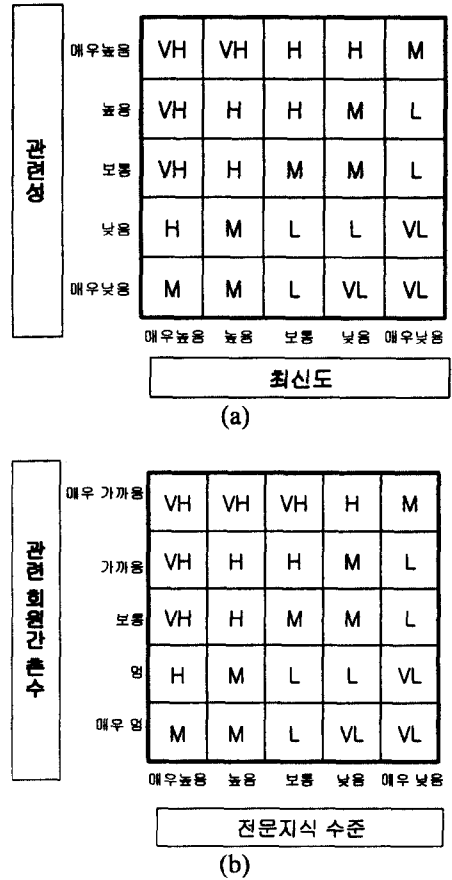 관련성
매우높음 VH VH H H M
높음 VH H H M L
보통 VH H M M L
낮음 H M L L VL
매우낮음 M M L VL VL
매우높음 높음 보통 낮음 매우낮음
최신도
(a)
관련 회원간 촌수
매우 가까움 VH VH VH H M
가까움 VH H H M L
보통 VH H M M L
멈 H M L L VL
매우 멈 M M L VL VL
매우높음 높음 보통 낮음 매우 낮음
전문지식 수준
(b)